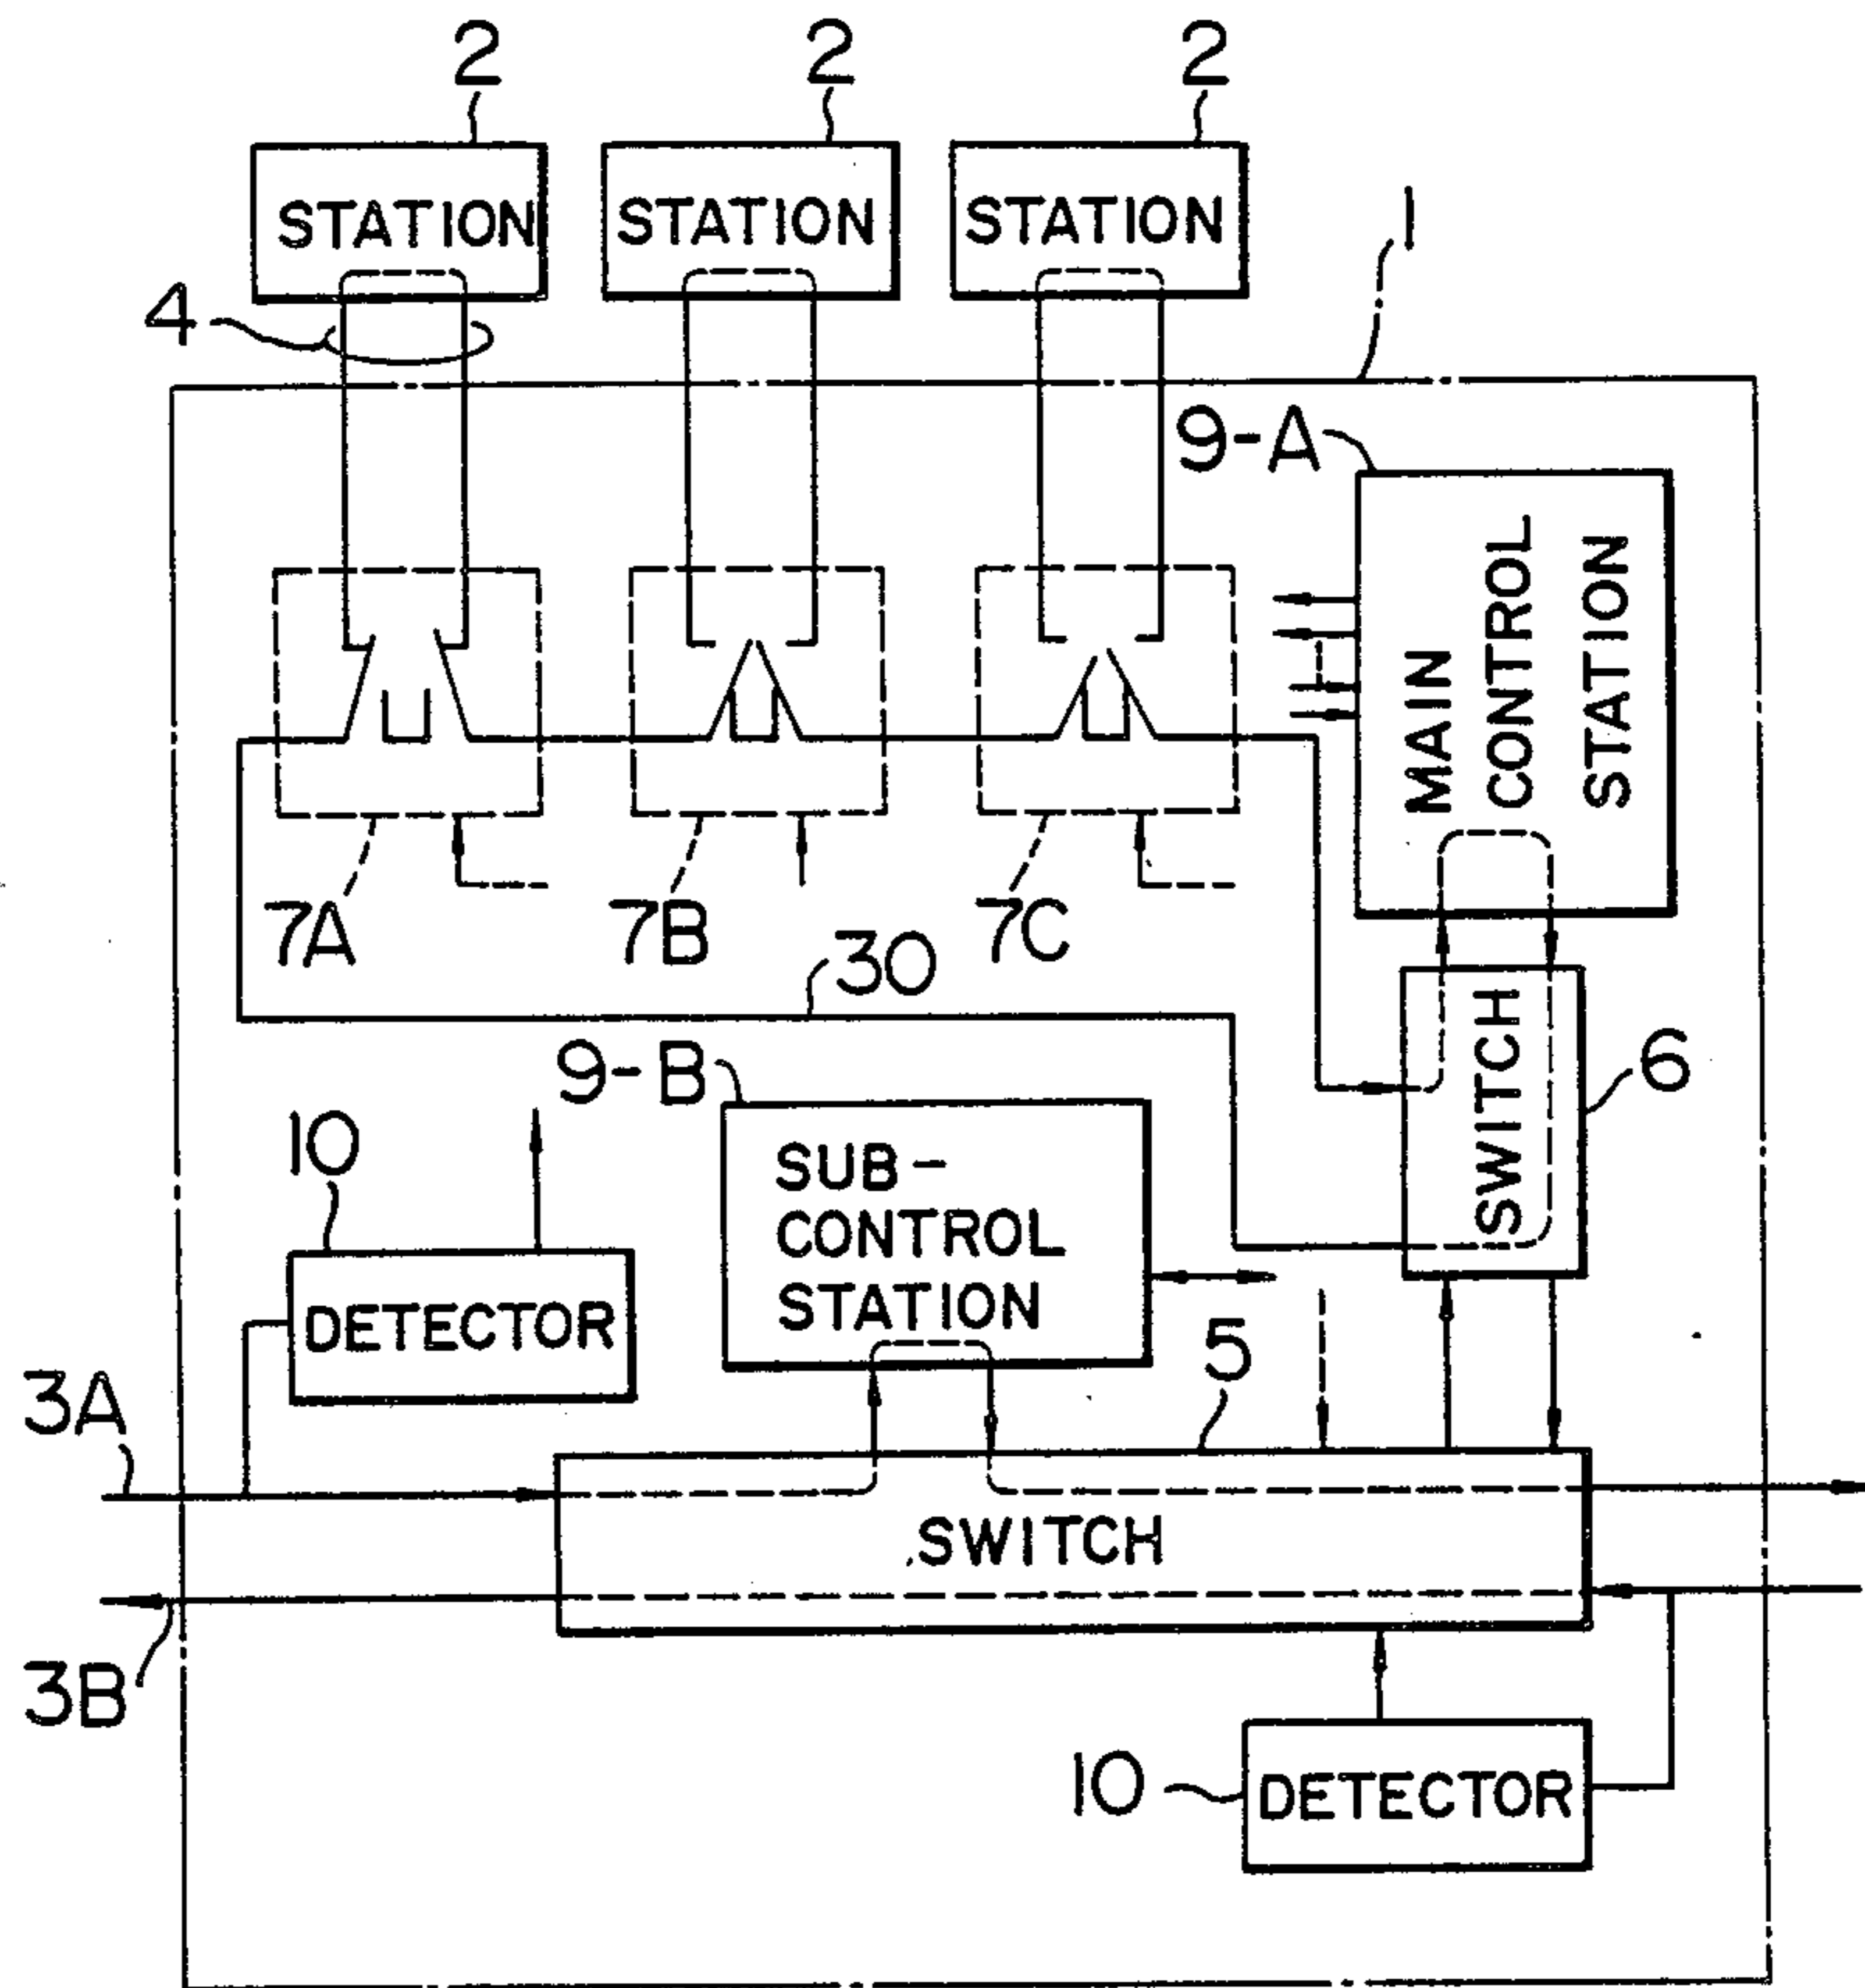 2 2 2
STATION STATION STATION
1
4
9-A
MAIN
CONTROL
STATION
7A 7B 7C
30
9-B
SWITCH
6
10
SUB-
CONTROL
STATION
DETECTOR
5
3A
SWITCH
3B
10
DETECTOR